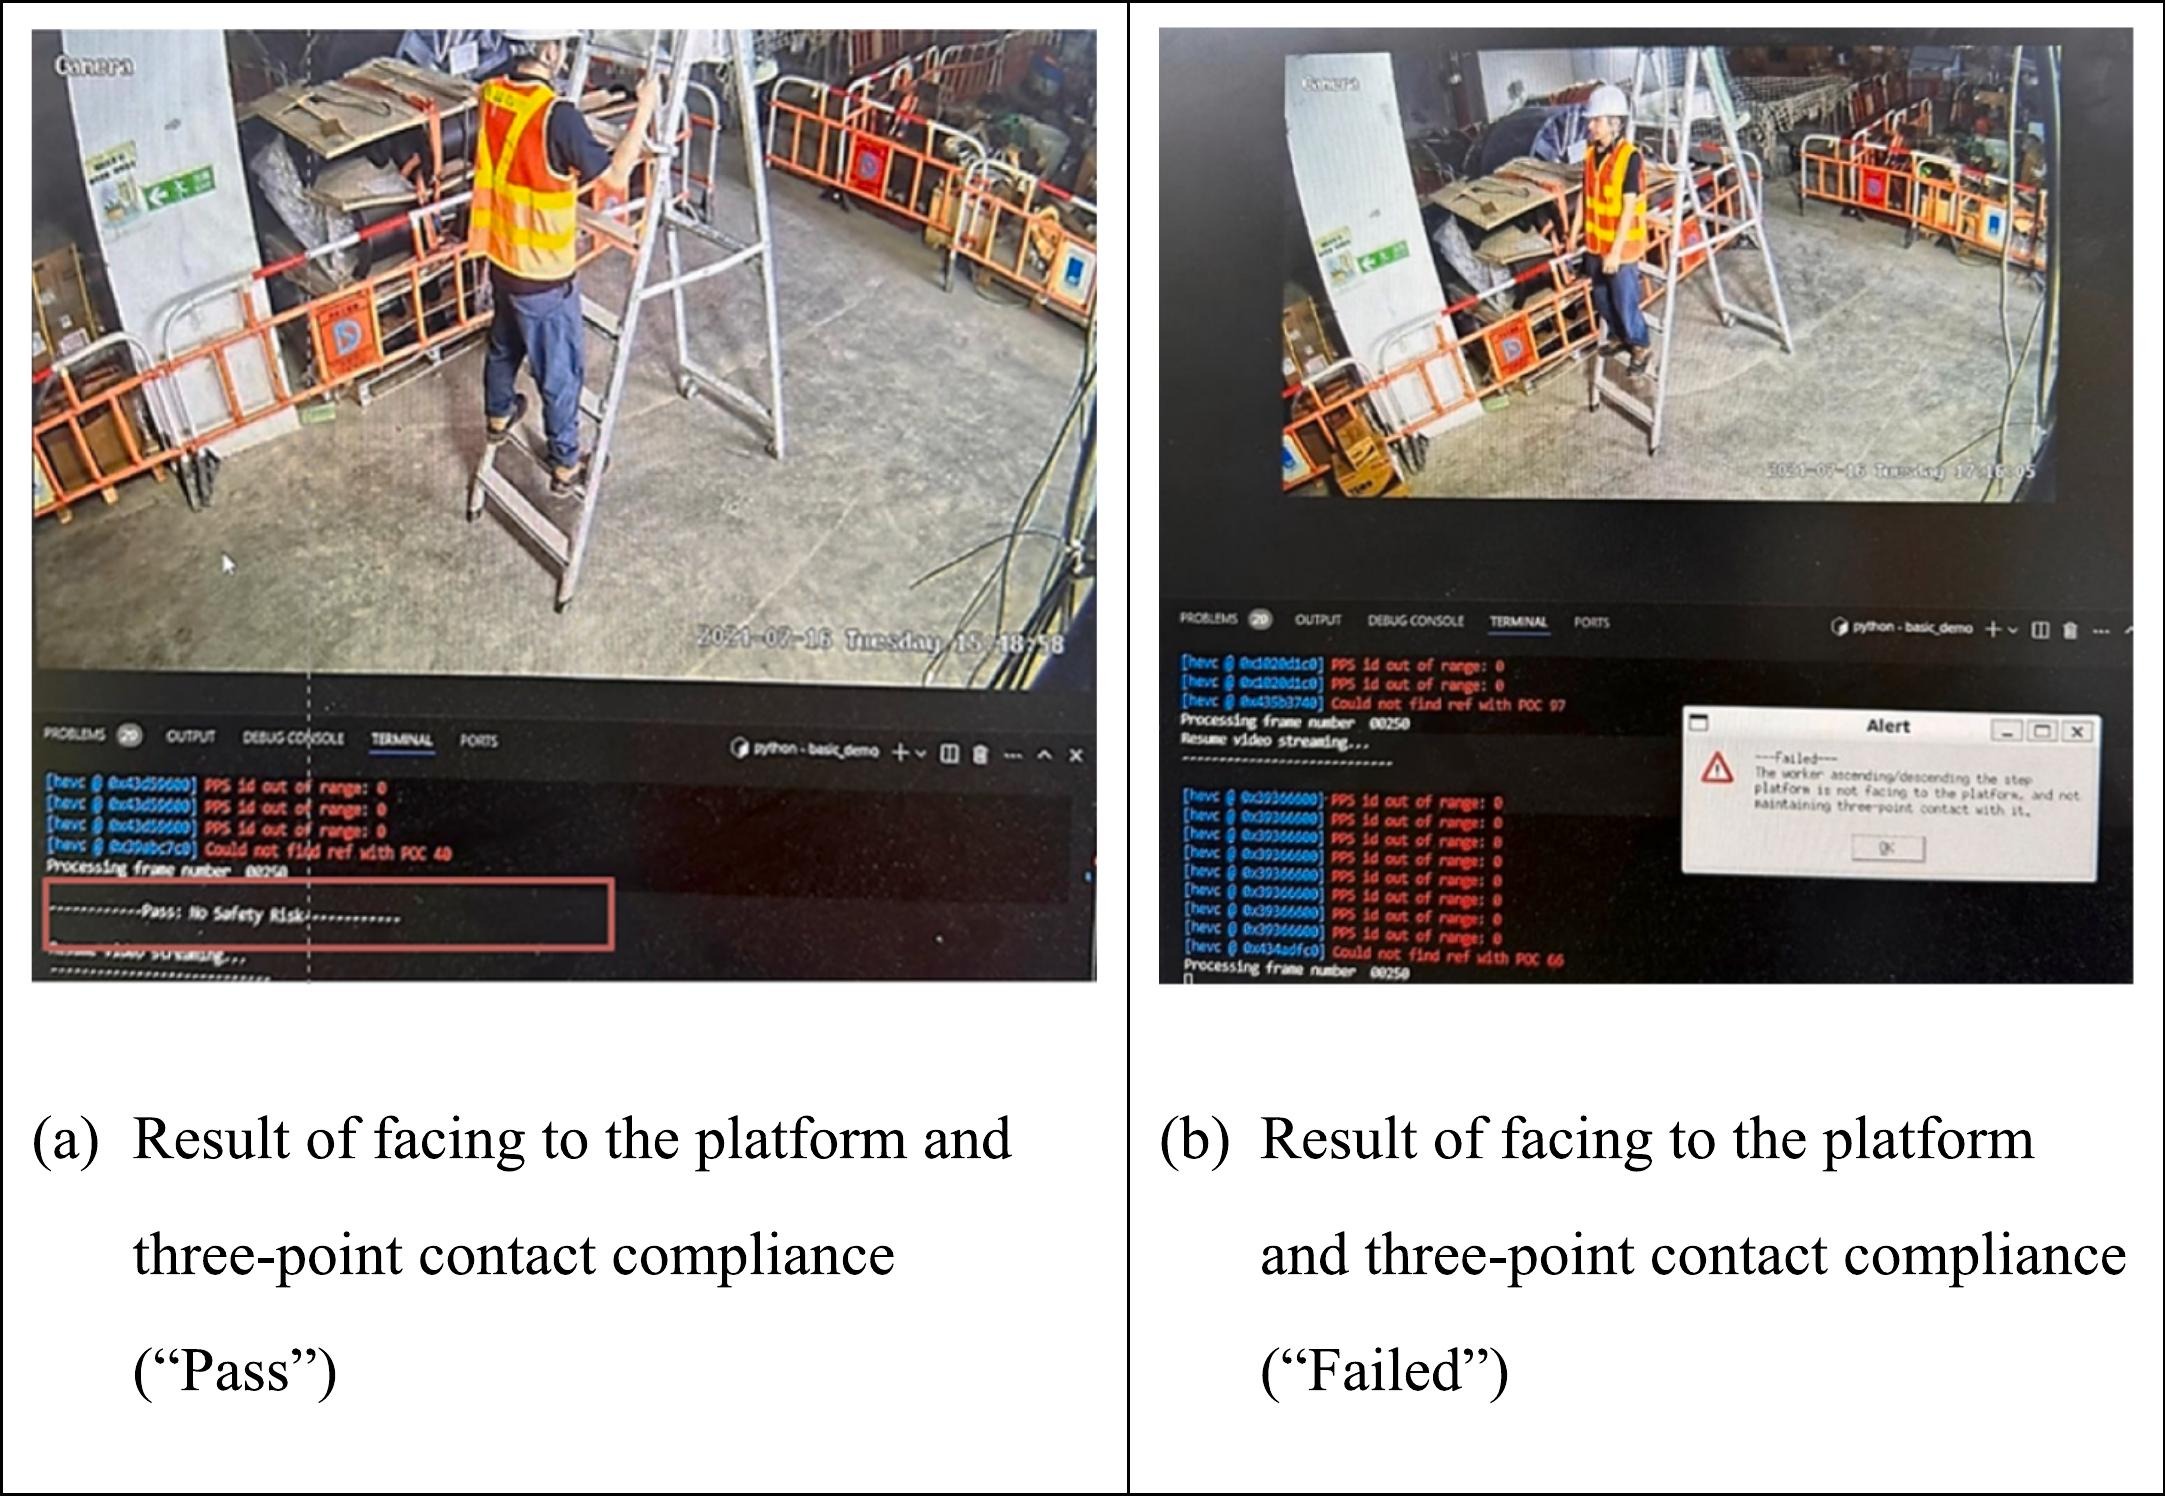 Camera
2021-07-16 Tuesday 15:48:58
PROBLEMS 20 OUTPUT DEBUG CONSOLE TERMINAL PORTS
python - basic_demo
[hevc @ 0x43d59600] PPS id out of range: 0
[hevc @ 0x43d59600] PPS id out of range: 0
[hevc @ 0x43d59600] PPS id out of range: 0
[hevc @ 0x39abc7c0] Could not find ref with POC 40
Processing frame number 00250
------------Pass: No Safety Risk------------
Resume video streaming...
Camera
2021-07-16 Tuesday 17:16:05
PROBLEMS 20 OUTPUT DEBUG CONSOLE TERMINAL PORTS
python - basic_demo
[hevc @ 0x1020d1c0] PPS id out of range: 0
[hevc @ 0x1020d1c0] PPS id out of range: 0
[hevc @ 0x435b3740] Could not find ref with POC 97
Processing frame number 00250
Resume video streaming...
[hevc @ 0x39366600] PPS id out of range: 0
[hevc @ 0x39366600] PPS id out of range: 0
[hevc @ 0x39366600] PPS id out of range: 0
[hevc @ 0x39366600] PPS id out of range: 0
[hevc @ 0x39366600] PPS id out of range: 0
[hevc @ 0x39366600] PPS id out of range: 0
[hevc @ 0x39366600] PPS id out of range: 0
[hevc @ 0x39366600] PPS id out of range: 0
[hevc @ 0x434adfc0] Could not find ref with POC 66
Processing frame number 00250
Alert
---Failed---
The worker ascending/descending the step
platform is not facing to the platform, and not
maintaining three-point contact with it.
OK
(a) Result of facing to the platform and
three-point contact compliance
(“Pass”)
(b) Result of facing to the platform
and three-point contact compliance
(“Failed”)